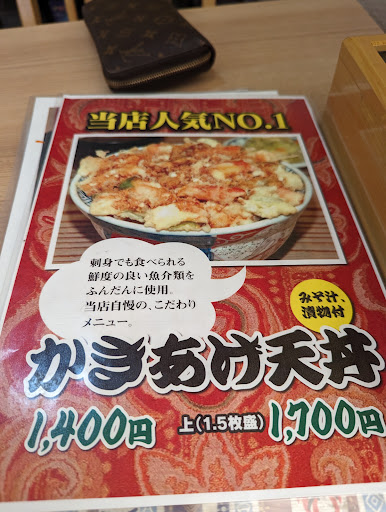 当店人気NO.1
刺身でも食べられる
鮮度の良い魚介類を
ふんだんに使用。
当店自慢の、こだわり
メニュー。
みそ汁、
漬物付
かきあげ天丼
1,400円 上(1.5枚盛) 1,700円